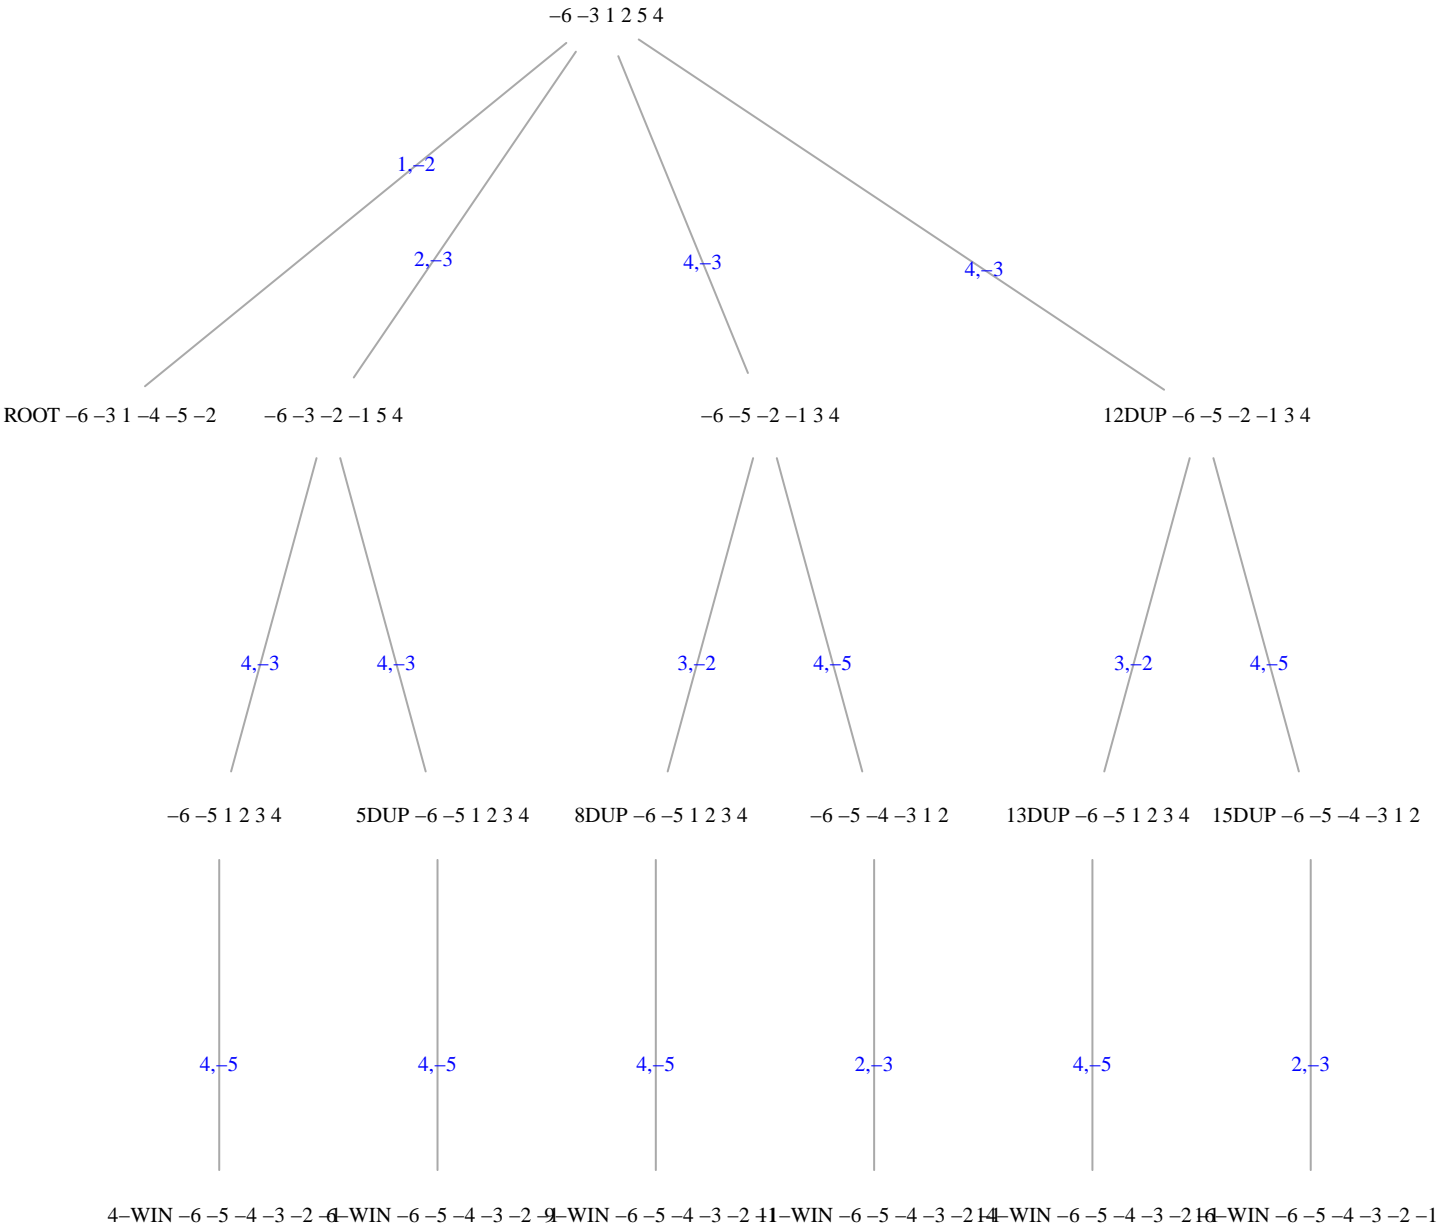 –6 –3 1 2 5 4
1,–2
2,–3
4,–3
4,–3
ROOT –6 –3 1 –4 –5 –2
–6 –3 –2 –1 5 4
–6 –5 –2 –1 3 4
12DUP –6 –5 –2 –1 3 4
4,–3
4,–3
3,–2
4,–5
3,–2
4,–5
–6 –5 1 2 3 4
5DUP –6 –5 1 2 3 4
8DUP –6 –5 1 2 3 4
–6 –5 –4 –3 1 2
13DUP –6 –5 1 2 3 4
15DUP –6 –5 –4 –3 1 2
4,–5
4,–5
4,–5
2,–3
4,–5
2,–3
4–WIN –6 –5 –4 –3 –2
–WIN –6 –5 –4 –3 –2
–WIN –6 –5 –4 –3 –2
–WIN –6 –5 –4 –3 –2
–WIN –6 –5 –4 –3 –2
–WIN –6 –5 –4 –3 –2 –1